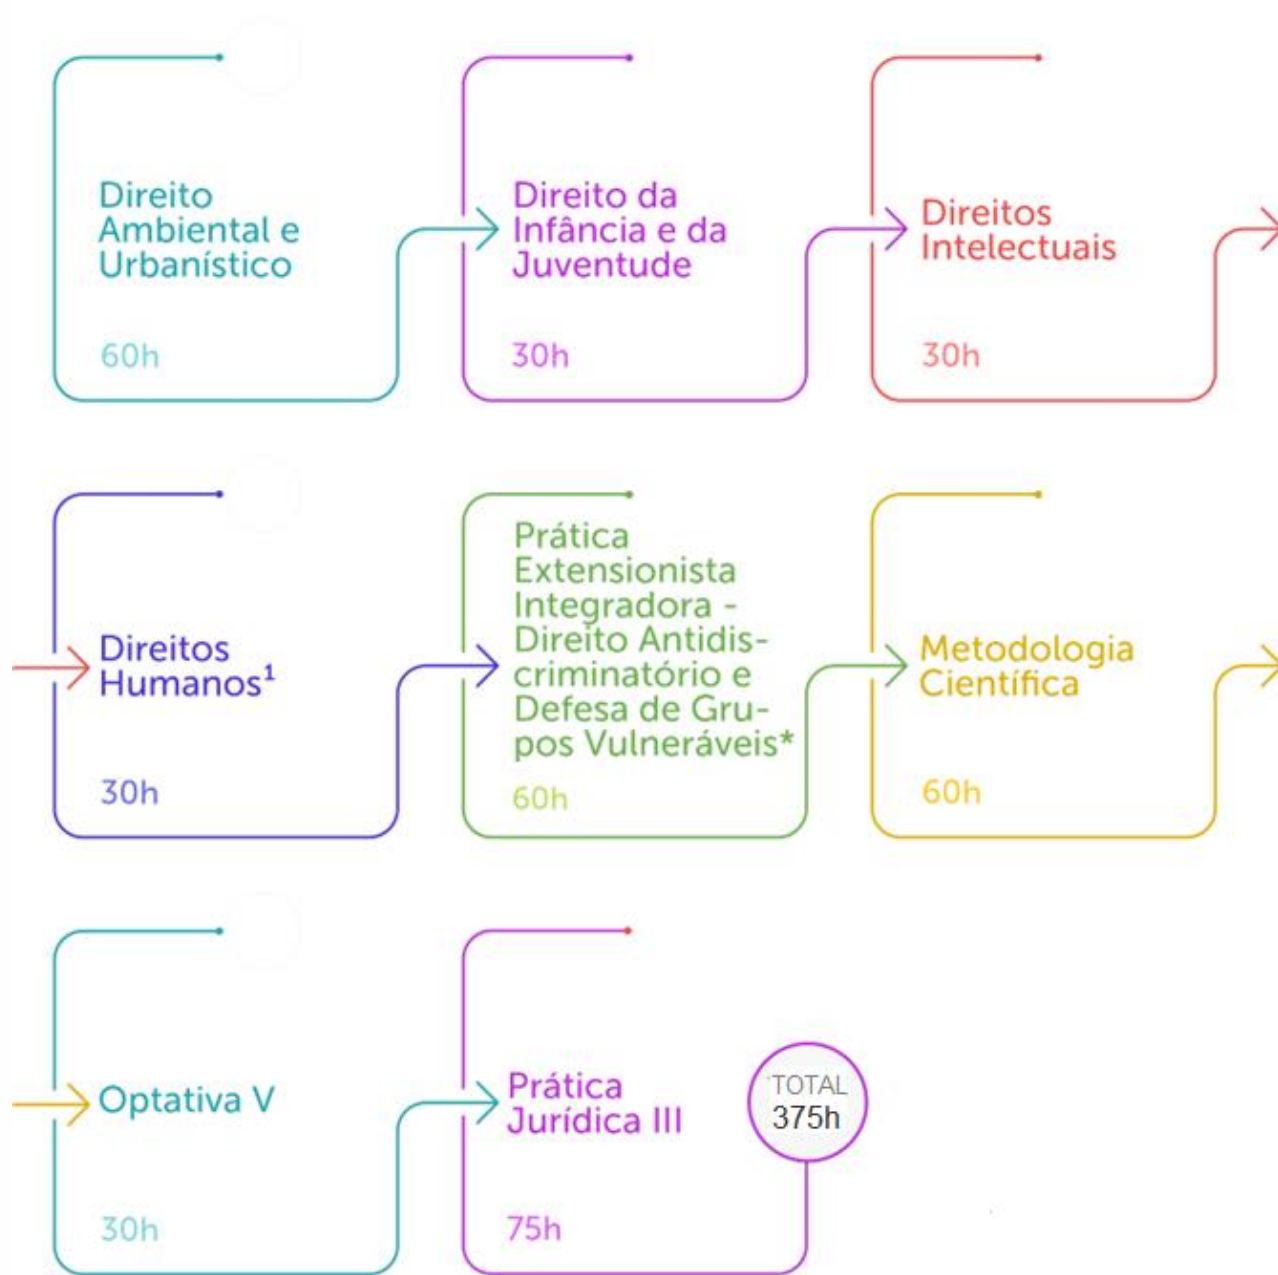 Direito
Ambiental e
Urbanístico
60h
Direito da
Infância e da
Juventude
30h
Direitos
Intelectuais
30h
Direitos
Humanos¹
30h
Prática
Extensionista
Integradora -
Direito Antidis-
criminatório e
Defesa de Gru-
pos Vulneráveis*
60h
Metodologia
Científica
60h
Optativa V
30h
Prática
Jurídica III
75h
TOTAL
375h